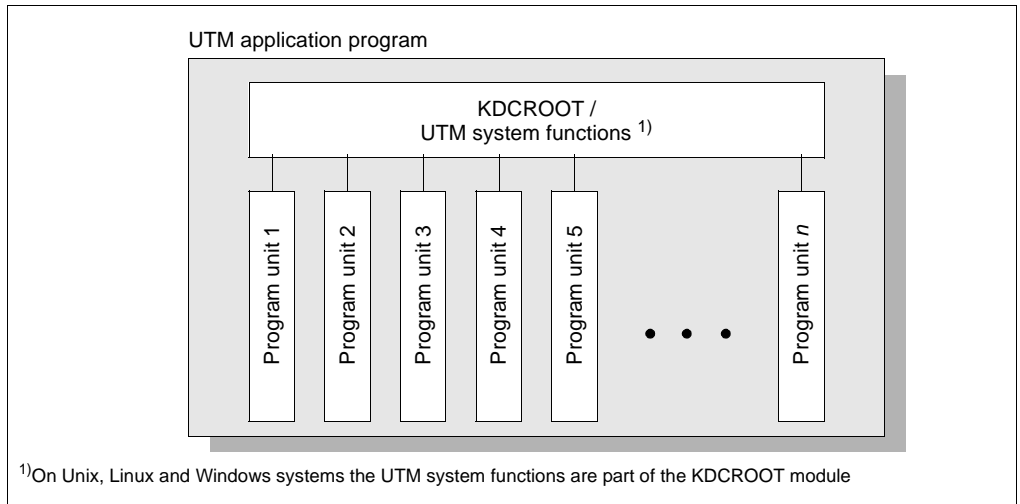 UTM application program
KDCROOT /
UTM system functions 1)
Program unit 1
Program unit 2
Program unit 3
Program unit 4
Program unit 5
• • •
Program unit n
1)On Unix, Linux and Windows systems the UTM system functions are part of the KDCROOT module